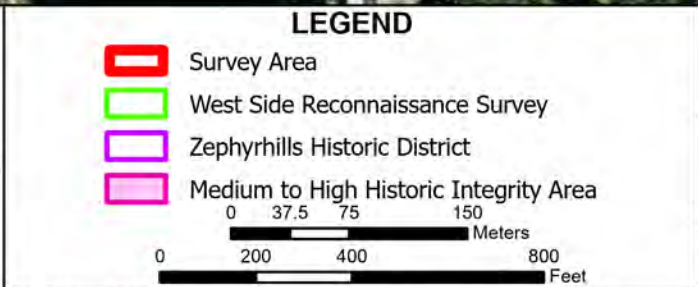 LEGEND
Survey Area
West Side Reconnaissance Survey
Zephyrhills Historic District
Medium to High Historic Integrity Area
0 37.5 75 150
Meters
0 200 400 800
Feet